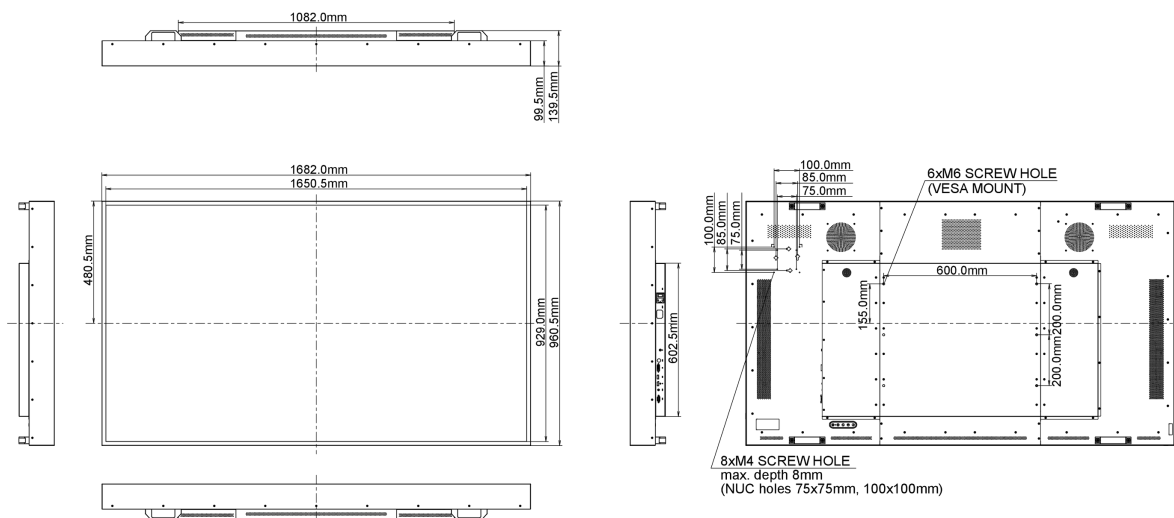 1082.0mm
99.5mm
139.5mm
1682.0mm
1650.5mm
480.5mm
929.0mm
960.5mm
602.5mm
100.0mm
85.0mm
75.0mm
100.0mm
85.0mm
75.0mm
6xM6 SCREW HOLE
(VESA MOUNT)
600.0mm
155.0mm
200.0mm
200.0mm
8xM4 SCREW HOLE
max. depth 8mm
(NUC holes 75x75mm, 100x100mm)